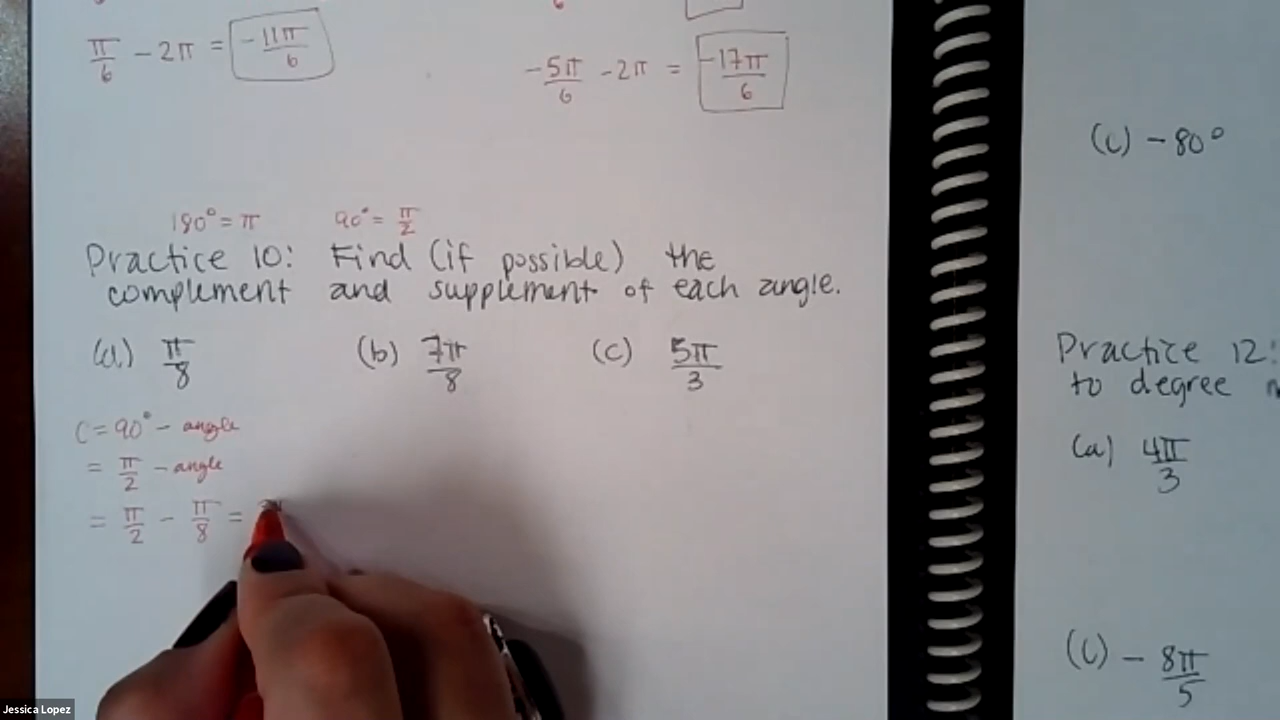 π/6 - 2π = -11π/6
-5π/6 - 2π = -17π/6
180° = π 90° = π/2
Practice 10: Find (if possible) the
complement and supplement of each angle.
(a) π/8 (b) 7π/8 (c) 5π/3
C = 90° - angle
= π/2 - angle
= π/2 - π/8 =
(c) -80°
Practice 12:
to degree
(a) 4π/3
(c) - 8π/5
Jessica Lopez